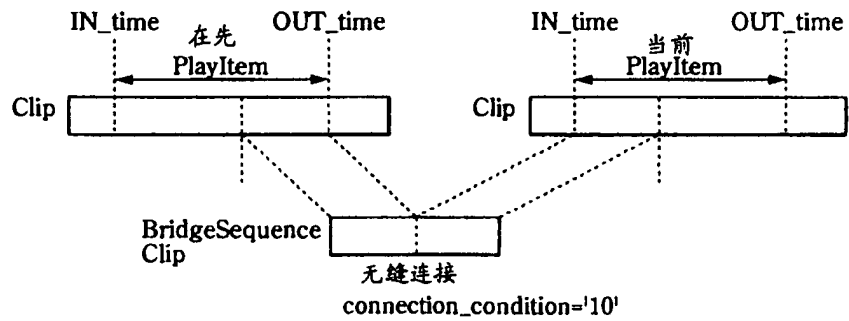 IN_time OUT_time IN_time OUT_time
在先 当前
PlayItem PlayItem
Clip Clip
BridgeSequence
Clip
无缝连接
connection_condition='10'